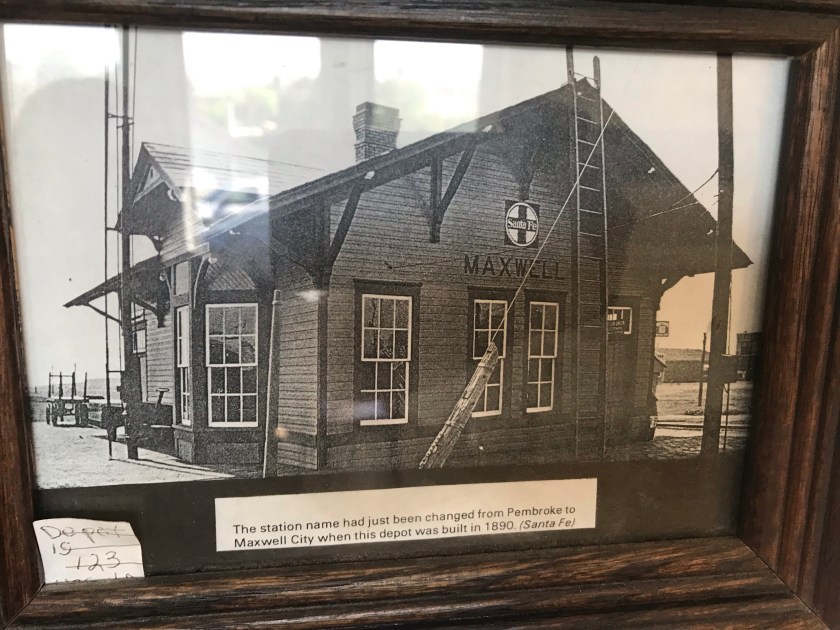 Santa Fe
MAXWELL
The station name had just been changed from Pembroke to
Maxwell City when this depot was built in 1890. (Santa Fe)
Depot
is
123